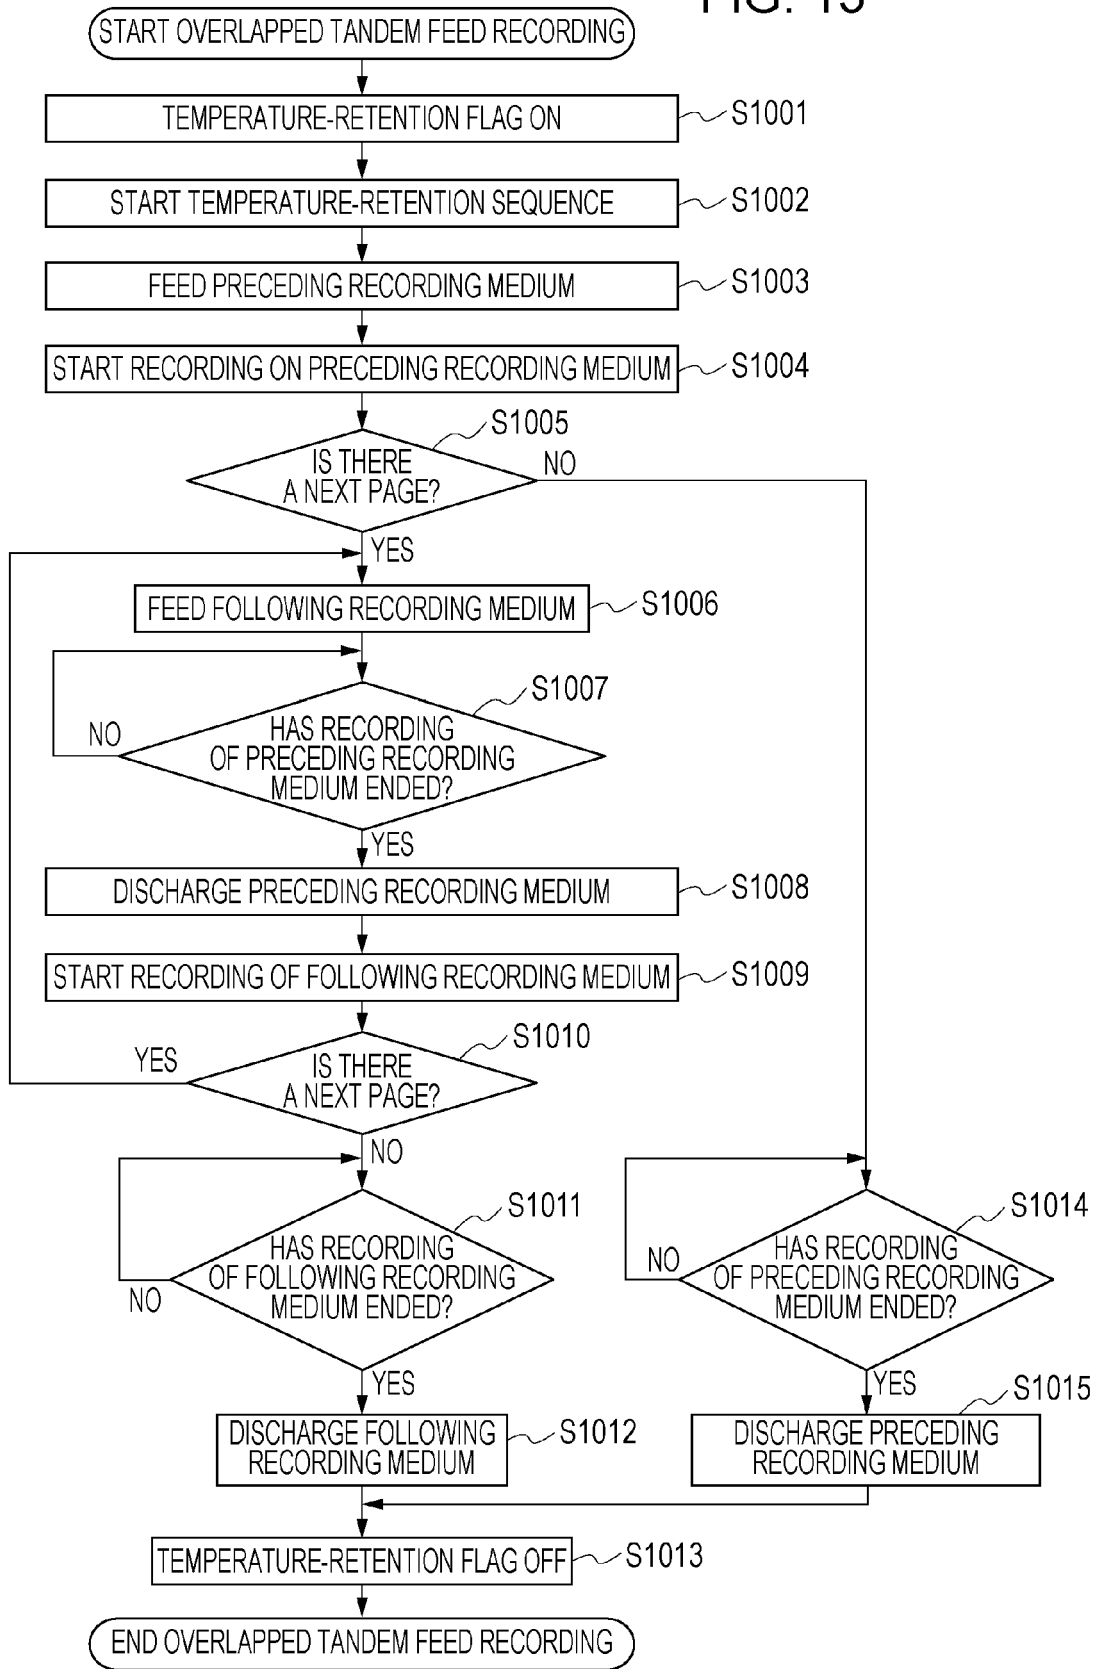 FIG. 13
START OVERLAPPED TANDEM FEED RECORDING
TEMPERATURE-RETENTION FLAG ON
S1001
START TEMPERATURE-RETENTION SEQUENCE
S1002
FEED PRECEDING RECORDING MEDIUM
S1003
START RECORDING ON PRECEDING RECORDING MEDIUM
S1004
S1005
IS THERE
A NEXT PAGE?
NO
YES
FEED FOLLOWING RECORDING MEDIUM
S1006
S1007
HAS RECORDING
OF PRECEDING RECORDING
MEDIUM ENDED?
NO
YES
DISCHARGE PRECEDING RECORDING MEDIUM
S1008
START RECORDING OF FOLLOWING RECORDING MEDIUM
S1009
S1010
IS THERE
A NEXT PAGE?
YES
NO
S1011
HAS RECORDING
OF FOLLOWING RECORDING
MEDIUM ENDED?
NO
YES
S1014
HAS RECORDING
OF PRECEDING RECORDING
MEDIUM ENDED?
NO
YES
DISCHARGE FOLLOWING
RECORDING MEDIUM
S1012
S1015
DISCHARGE PRECEDING
RECORDING MEDIUM
TEMPERATURE-RETENTION FLAG OFF
S1013
END OVERLAPPED TANDEM FEED RECORDING